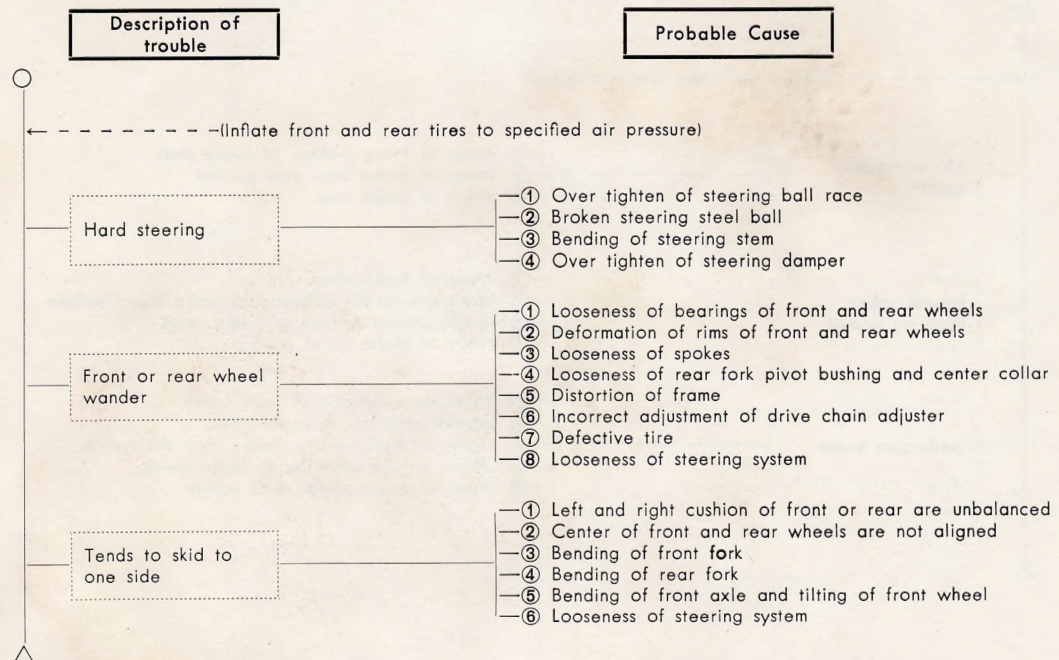 Description of
trouble
Probable Cause
(Inflate front and rear tires to specified air pressure)
Hard steering
① Over tighten of steering ball race
② Broken steering steel ball
③ Bending of steering stem
④ Over tighten of steering damper
Front or rear wheel
wander
① Looseness of bearings of front and rear wheels
② Deformation of rims of front and rear wheels
③ Looseness of spokes
④ Looseness of rear fork pivot bushing and center collar
⑤ Distortion of frame
⑥ Incorrect adjustment of drive chain adjuster
⑦ Defective tire
⑧ Looseness of steering system
Tends to skid to
one side
① Left and right cushion of front or rear are unbalanced
② Center of front and rear wheels are not aligned
③ Bending of front fork
④ Bending of rear fork
⑤ Bending of front axle and tilting of front wheel
⑥ Looseness of steering system